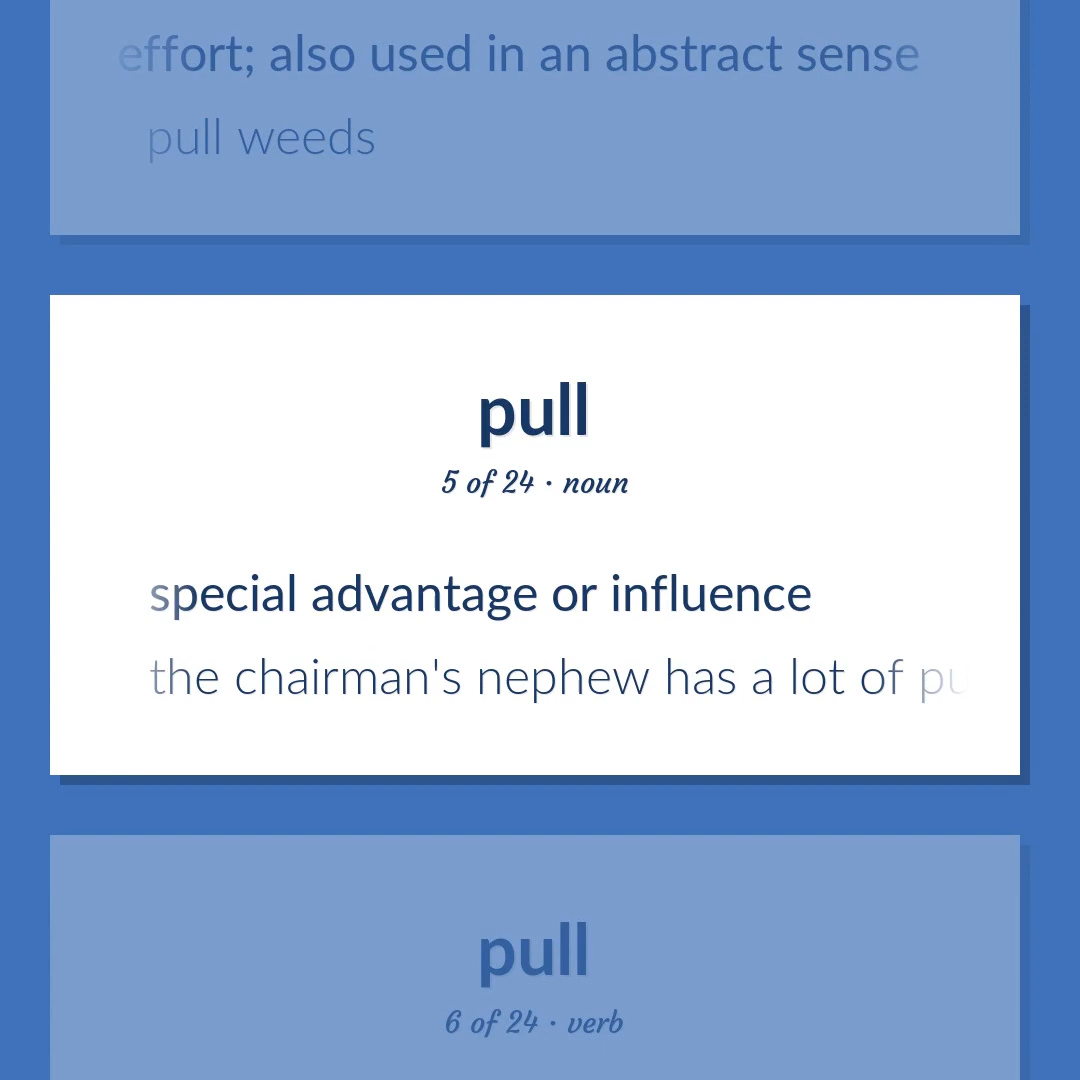 effort; also used in an abstract sense
pull weeds
pull
5 of 24 · noun
special advantage or influence
the chairman's nephew has a lot of
pull
6 of 24 · verb